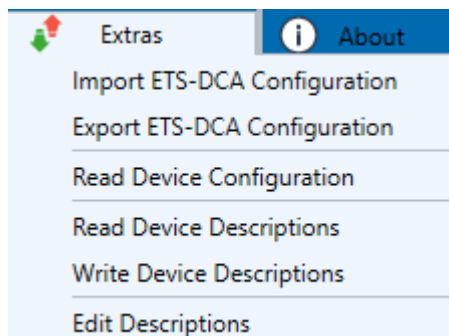 Extras
About
Import ETS-DCA Configuration
Export ETS-DCA Configuration
Read Device Configuration
Read Device Descriptions
Write Device Descriptions
Edit Descriptions